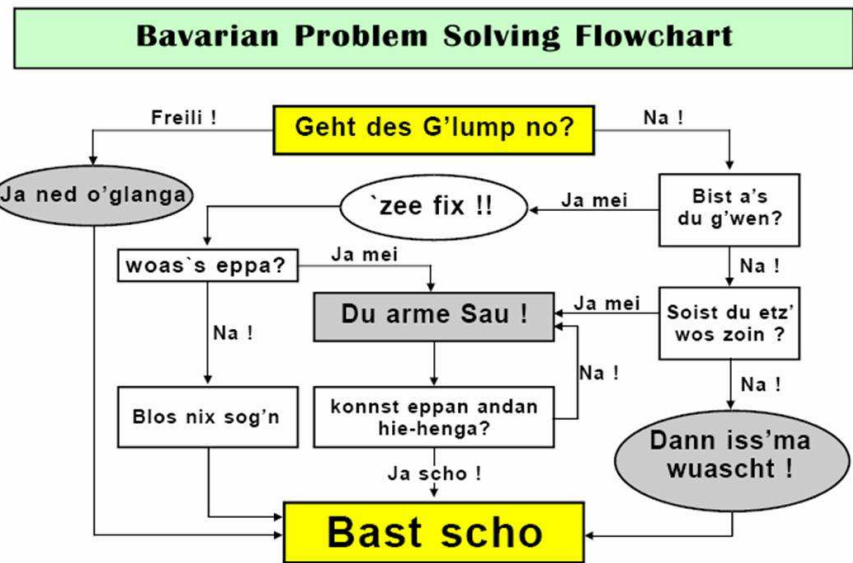 Bavarian Problem Solving Flowchart
Freili !
Geht des G'lump no?
Na !
Ja ned o'glanga
`zee fix !!
Ja mei
Bist a's
du g'wen?
woas`s eppa?
Ja mei
Na !
Du arme Sau !
Ja mei
Soist du etz'
wos zoin ?
Na !
Na !
Na !
Blos nix sog'n
konnst eppan andan
hie-henga?
Dann iss'ma
wuascht !
Ja scho !
Bast scho